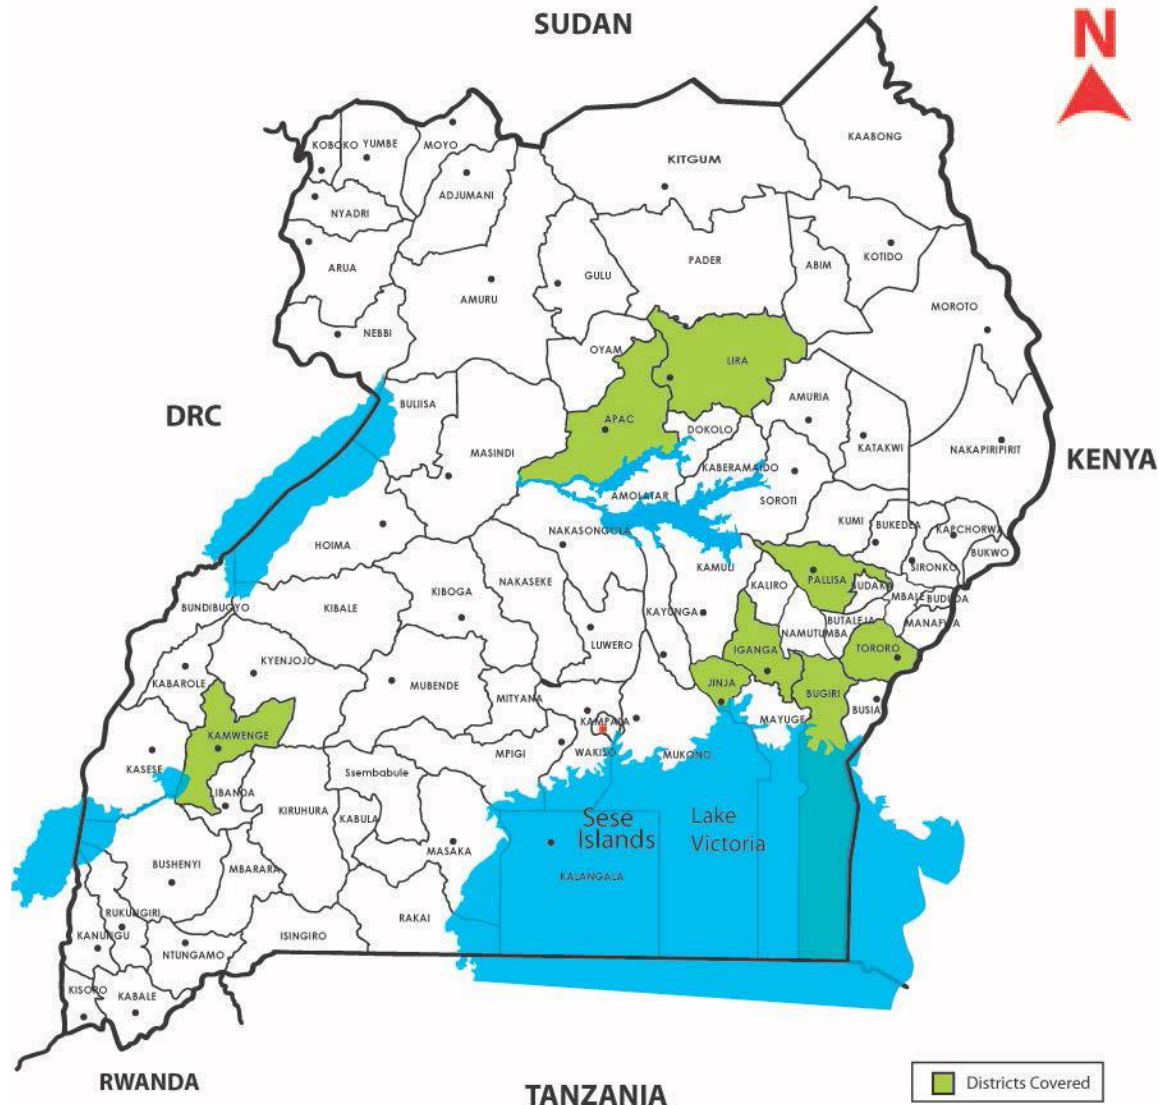 SUDAN
N
KAABONG
KOBOKO
YUMBE
MOYO
KITGUM
ADJUMANI
NYADRI
KOTIDO
PADER
ABIM
ARUA
GULU
AMURU
MOROTO
NEBBI
OYAM
LIRA
AMURIA
BULIISA
DRC
APAC
DOKOLO
KATAKWI
NAKAPIRIPIRIT
MASINDI
KENYA
KABERAMAIDO
AMOLATAR
SOROTI
KUMI
BUKEDEA
KAPCHORWA
NAKASONGOLA
HOIMA
BUKWO
SIRONKO
KAMULI
NAKASEKE
PALLISA
KALIRO
BUDAKA
KIBOGA
MBALE
BUDUDA
BUNDIBUGYO
KIBALE
KAYUNGA
BUTALEJA
MANAFWA
NAMUTUMBA
LUWERO
IGANGA
TORORO
KYENJOJO
KABAROLE
MUBENDE
JINJA
BUGIRI
MITYANA
BUSIA
KAMPALA
MAYUGE
KAMWENGE
MPIGI
WAKISO
MUKONO
KASESE
Ssembabule
IBANDA
KIRUHURA
KABULA
Sese
Islands
Lake
Victoria
MASAKA
BUSHENYI
MBARARA
KALANGALA
RUKUNGIRI
RAKAI
KANUNGU
ISINGIRO
NTUNGAMO
KISORO
KABALE
RWANDA
TANZANIA
Districts Covered